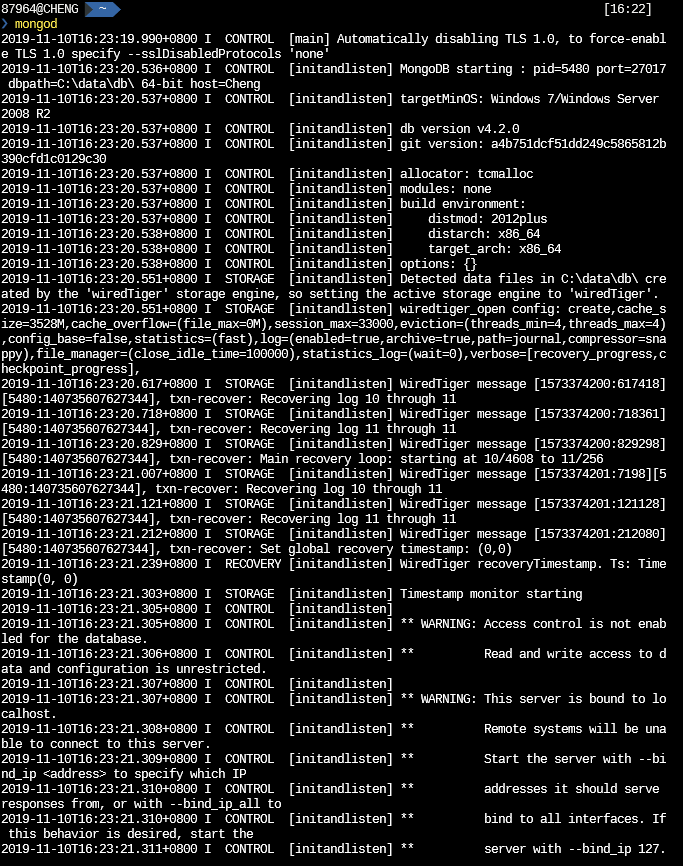 87964@CHENG ~ [16:22]
❯ mongod
2019-11-10T16:23:19.990+0800 I  CONTROL  [main] Automatically disabling TLS 1.0, to force-enabl
e TLS 1.0 specify --sslDisabledProtocols 'none'
2019-11-10T16:23:20.536+0800 I  CONTROL  [initandlisten] MongoDB starting : pid=5480 port=27017
 dbpath=C:\data\db\ 64-bit host=Cheng
2019-11-10T16:23:20.537+0800 I  CONTROL  [initandlisten] targetMinOS: Windows 7/Windows Server
2008 R2
2019-11-10T16:23:20.537+0800 I  CONTROL  [initandlisten] db version v4.2.0
2019-11-10T16:23:20.537+0800 I  CONTROL  [initandlisten] git version: a4b751dcf51dd249c5865812b
390cfd1c0129c30
2019-11-10T16:23:20.537+0800 I  CONTROL  [initandlisten] allocator: tcmalloc
2019-11-10T16:23:20.537+0800 I  CONTROL  [initandlisten] modules: none
2019-11-10T16:23:20.537+0800 I  CONTROL  [initandlisten] build environment:
2019-11-10T16:23:20.537+0800 I  CONTROL  [initandlisten]     distmod: 2012plus
2019-11-10T16:23:20.538+0800 I  CONTROL  [initandlisten]     distarch: x86_64
2019-11-10T16:23:20.538+0800 I  CONTROL  [initandlisten]     target_arch: x86_64
2019-11-10T16:23:20.538+0800 I  CONTROL  [initandlisten] options: {}
2019-11-10T16:23:20.551+0800 I  STORAGE  [initandlisten] Detected data files in C:\data\db\ cre
ated by the 'wiredTiger' storage engine, so setting the active storage engine to 'wiredTiger'.
2019-11-10T16:23:20.551+0800 I  STORAGE  [initandlisten] wiredtiger_open config: create,cache_s
ize=3528M,cache_overflow=(file_max=0M),session_max=33000,eviction=(threads_min=4,threads_max=4)
,config_base=false,statistics=(fast),log=(enabled=true,archive=true,path=journal,compressor=sna
ppy),file_manager=(close_idle_time=100000),statistics_log=(wait=0),verbose=[recovery_progress,c
heckpoint_progress],
2019-11-10T16:23:20.617+0800 I  STORAGE  [initandlisten] WiredTiger message [1573374200:617418]
[5480:140735607627344], txn-recover: Recovering log 10 through 11
2019-11-10T16:23:20.718+0800 I  STORAGE  [initandlisten] WiredTiger message [1573374200:718361]
[5480:140735607627344], txn-recover: Recovering log 11 through 11
2019-11-10T16:23:20.829+0800 I  STORAGE  [initandlisten] WiredTiger message [1573374200:829298]
[5480:140735607627344], txn-recover: Main recovery loop: starting at 10/4608 to 11/256
2019-11-10T16:23:21.007+0800 I  STORAGE  [initandlisten] WiredTiger message [1573374201:7198][5
480:140735607627344], txn-recover: Recovering log 10 through 11
2019-11-10T16:23:21.121+0800 I  STORAGE  [initandlisten] WiredTiger message [1573374201:121128]
[5480:140735607627344], txn-recover: Recovering log 11 through 11
2019-11-10T16:23:21.212+0800 I  STORAGE  [initandlisten] WiredTiger message [1573374201:212080]
[5480:140735607627344], txn-recover: Set global recovery timestamp: (0,0)
2019-11-10T16:23:21.239+0800 I  RECOVERY [initandlisten] WiredTiger recoveryTimestamp. Ts: Time
stamp(0, 0)
2019-11-10T16:23:21.303+0800 I  STORAGE  [initandlisten] Timestamp monitor starting
2019-11-10T16:23:21.305+0800 I  CONTROL  [initandlisten]
2019-11-10T16:23:21.305+0800 I  CONTROL  [initandlisten] ** WARNING: Access control is not enab
led for the database.
2019-11-10T16:23:21.306+0800 I  CONTROL  [initandlisten] **          Read and write access to d
ata and configuration is unrestricted.
2019-11-10T16:23:21.307+0800 I  CONTROL  [initandlisten]
2019-11-10T16:23:21.307+0800 I  CONTROL  [initandlisten] ** WARNING: This server is bound to lo
calhost.
2019-11-10T16:23:21.308+0800 I  CONTROL  [initandlisten] **          Remote systems will be una
ble to connect to this server.
2019-11-10T16:23:21.309+0800 I  CONTROL  [initandlisten] **          Start the server with --bi
nd_ip <address> to specify which IP
2019-11-10T16:23:21.310+0800 I  CONTROL  [initandlisten] **          addresses it should serve
responses from, or with --bind_ip_all to
2019-11-10T16:23:21.310+0800 I  CONTROL  [initandlisten] **          bind to all interfaces. If
 this behavior is desired, start the
2019-11-10T16:23:21.311+0800 I  CONTROL  [initandlisten] **          server with --bind_ip 127.